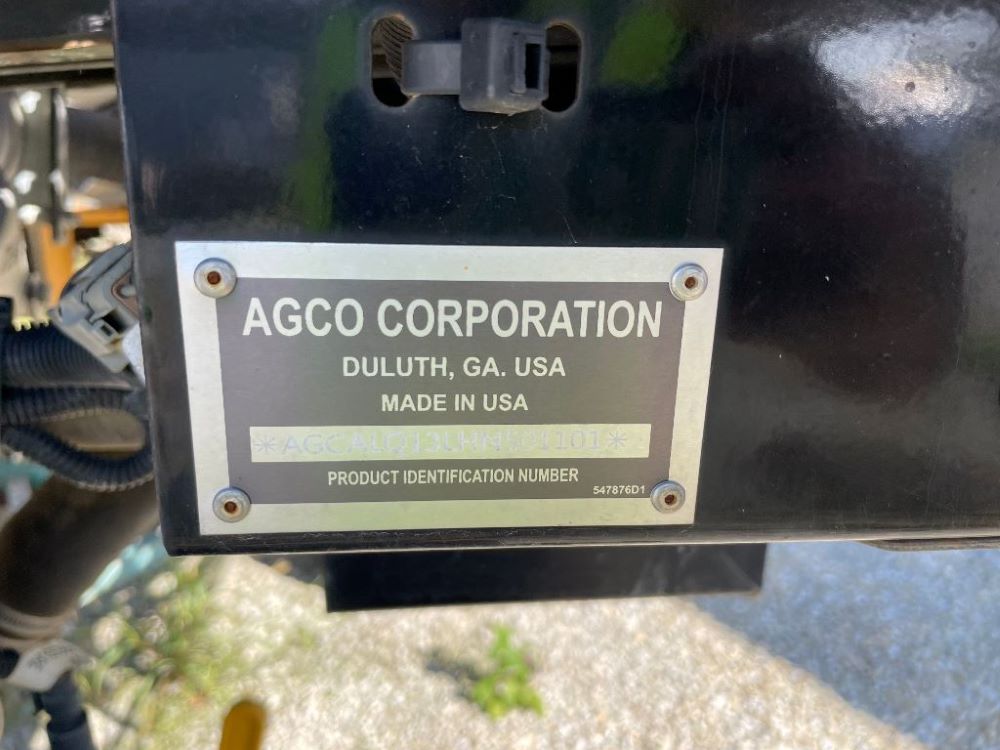 AGCO CORPORATION
DULUTH, GA. USA
MADE IN USA
PRODUCT IDENTIFICATION NUMBER
547876D1